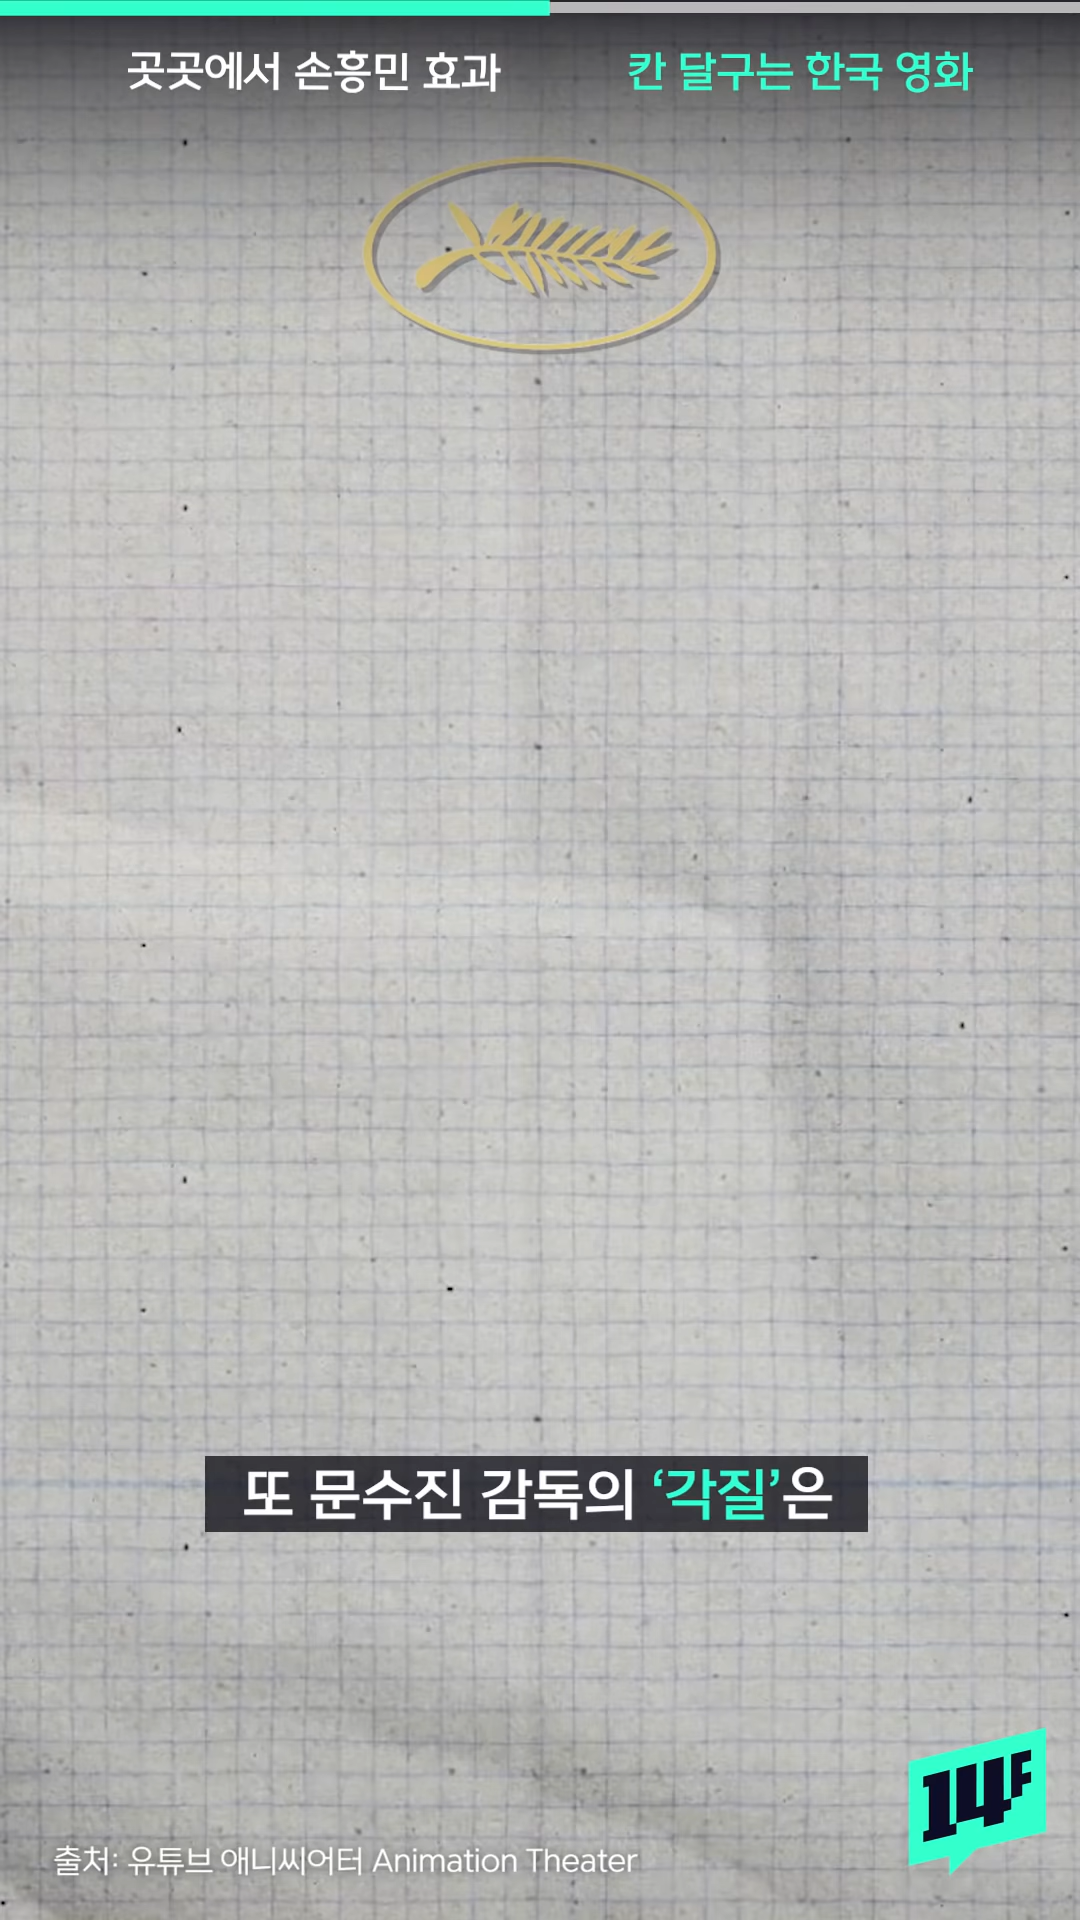 곳곳에서 손흥민 효과
칸 달구는 한국 영화
또 문수진 감독의 ‘각질’은
14F
출처: 유튜브 애니씨어터 Animation Theater